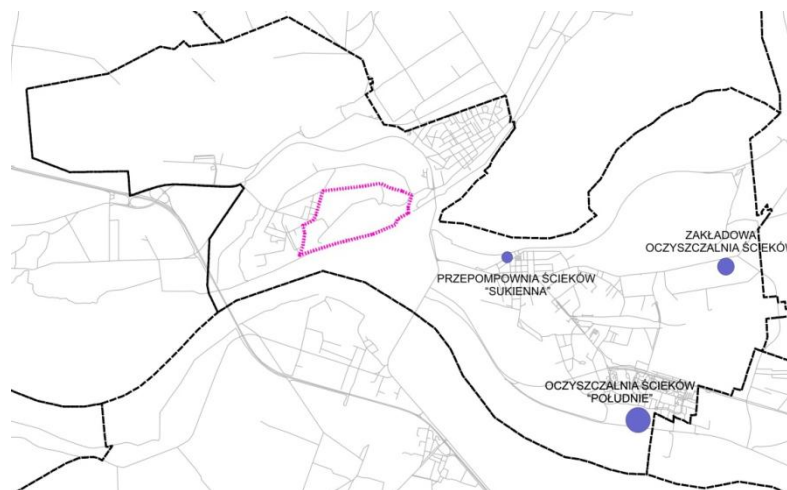 ZAKŁADOWA
OCZYSZCZALNIA ŚCIEKÓW
PRZEPOMPOWNIA ŚCIEKÓW
“SUKIENNA”
OCZYSZCZALNIA ŚCIEKÓW
“POŁUDNIE”